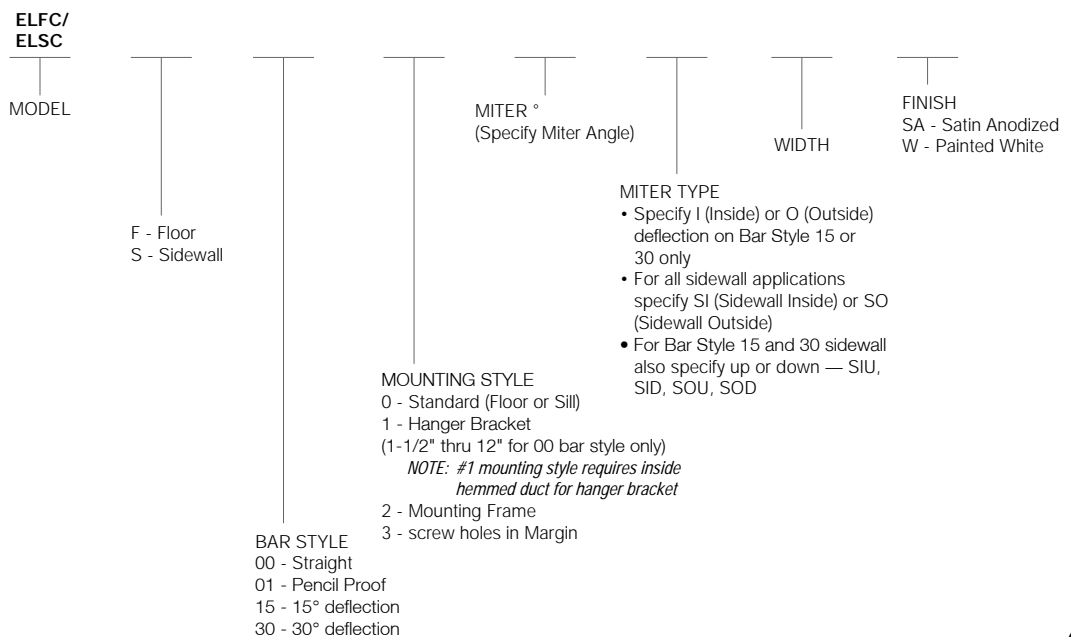 ELFC/
ELSC
MODEL
F - Floor
S - Sidewall
BAR STYLE
00 - Straight
01 - Pencil Proof
15 - 15° deflection
30 - 30° deflection
MOUNTING STYLE
0 - Standard (Floor or Sill)
1 - Hanger Bracket
(1-1/2" thru 12" for 00 bar style only)
NOTE: #1 mounting style requires inside
hemmed duct for hanger bracket
2 - Mounting Frame
3 - screw holes in Margin
MITER °
(Specify Miter Angle)
MITER TYPE
• Specify I (Inside) or O (Outside)
deflection on Bar Style 15 or
30 only
• For all sidewall applications
specify SI (Sidewall Inside) or SO
(Sidewall Outside)
• For Bar Style 15 and 30 sidewall
also specify up or down — SIU,
SID, SOU, SOD
WIDTH
FINISH
SA - Satin Anodized
W - Painted White